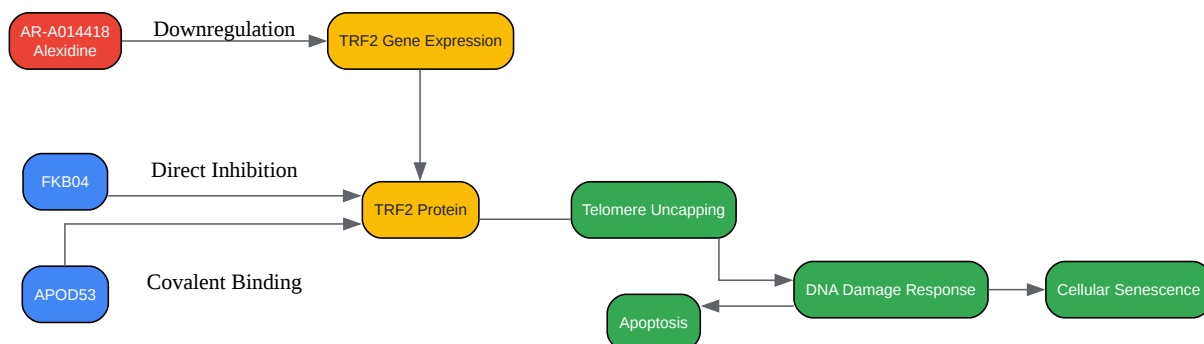 AR-A014418
Alexidine
Downregulation
TRF2 Gene Expression
FKB04
Direct Inhibition
TRF2 Protein
Telomere Uncapping
APOD53
Covalent Binding
DNA Damage Response
Cellular Senescence
Apoptosis